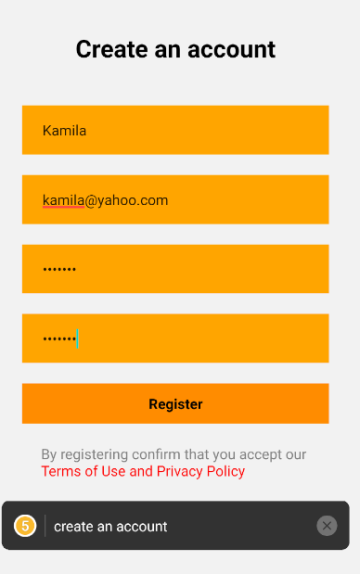 Create an account
Kamila
kamila@yahoo.com
•••••••
•••••••
Register
By registering confirm that you accept our
Terms of Use and Privacy Policy
5 create an account